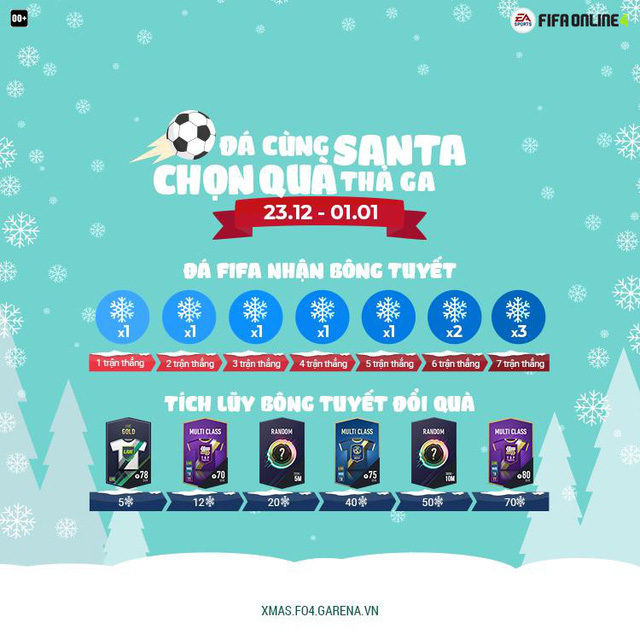 00+
EA SPORTS FIFA ONLINE 4
ĐÁ CÙNG SANTA
CHỌN QUÀ THẢ GA
23.12 - 01.01
ĐÁ FIFA NHẬN BÔNG TUYẾT
x1 x1 x1 x1 x1 x2 x3
1 trận thắng 2 trận thắng 3 trận thắng 4 trận thắng 5 trận thắng 6 trận thắng 7 trận thắng
TÍCH LŨY BÔNG TUYẾT ĐỔI QUÀ
GOLD MULTI CLASS RANDOM MULTI CLASS RANDOM MULTI CLASS
LIVE ? ?
78 70 5M 75 10M 80
5 12 20 40 50 70
XMAS.FO4.GARENA.VN